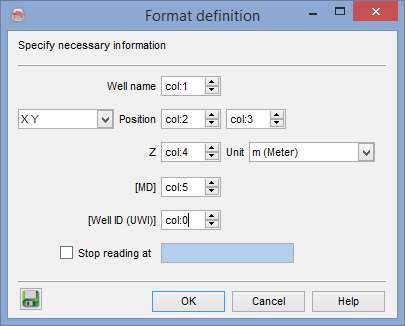 Format definition
Specify necessary information
Well name col:1
X Y Position col:2 col:3
Z col:4 Unit m (Meter)
[MD] col:5
[Well ID (UWI)] col:0
Stop reading at
OK Cancel Help